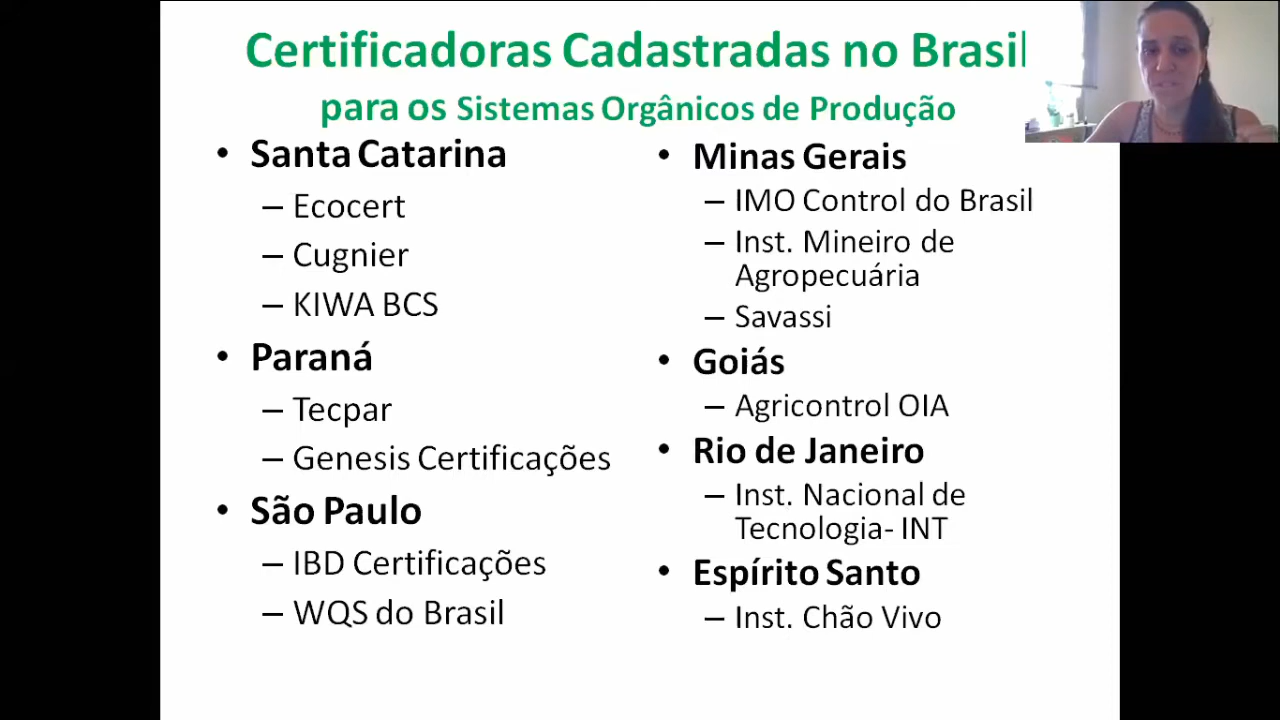 Certificadoras Cadastradas no Brasil
para os Sistemas Orgânicos de Produção
• Santa Catarina
– Ecocert
– Cugnier
– KIWA BCS
• Paraná
– Tecpar
– Genesis Certificações
• São Paulo
– IBD Certificações
– WQS do Brasil
• Minas Gerais
– IMO Control do Brasil
– Inst. Mineiro de
Agropecuária
– Savassi
• Goiás
– Agricontrol OIA
• Rio de Janeiro
– Inst. Nacional de
Tecnologia- INT
• Espírito Santo
– Inst. Chão Vivo